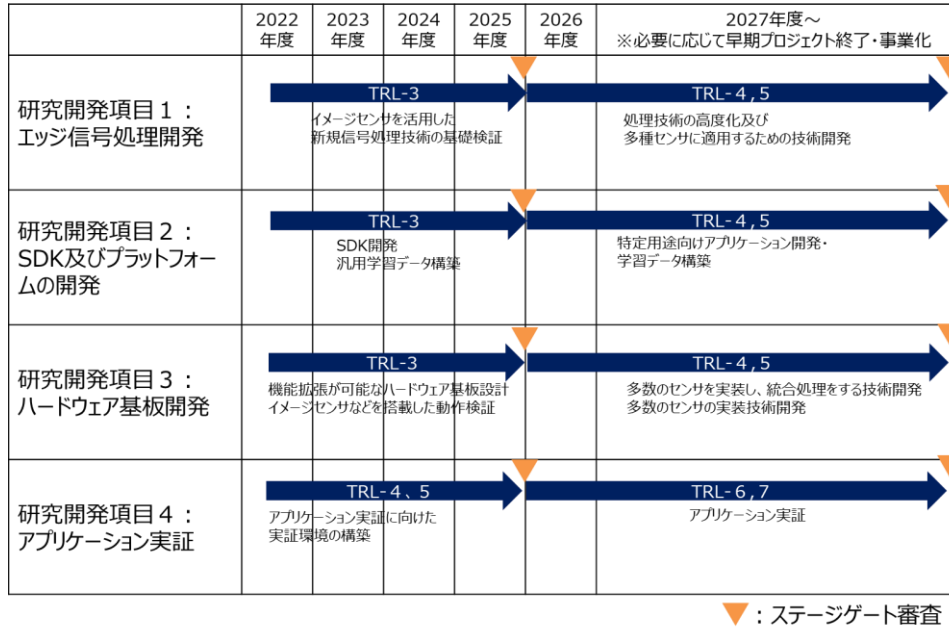 2022
年度
2023
年度
2024
年度
2025
年度
2026
年度
2027年度～
※必要に応じて早期プロジェクト終了・事業化
研究開発項目１：
エッジ信号処理開発
TRL-3
イメージセンサを活用した
新規信号処理技術の基礎検証
TRL-4,5
処理技術の高度化及び
多種センサに適用するための技術開発
研究開発項目２：
SDK及びプラットフォー
ムの開発
TRL-3
SDK開発
汎用学習データ構築
TRL-4,5
特定用途向けアプリケーション開発・
学習データ構築
研究開発項目３：
ハードウェア基板開発
TRL-3
機能拡張が可能なハードウェア基板設計
イメージセンサなどを搭載した動作検証
TRL-4,5
多数のセンサを実装し、統合処理をする技術開発
多数のセンサの実装技術開発
研究開発項目４：
アプリケーション実証
TRL-４、５
アプリケーション実証に向けた
実証環境の構築
TRL-6,7
アプリケーション実証
：ステージゲート審査